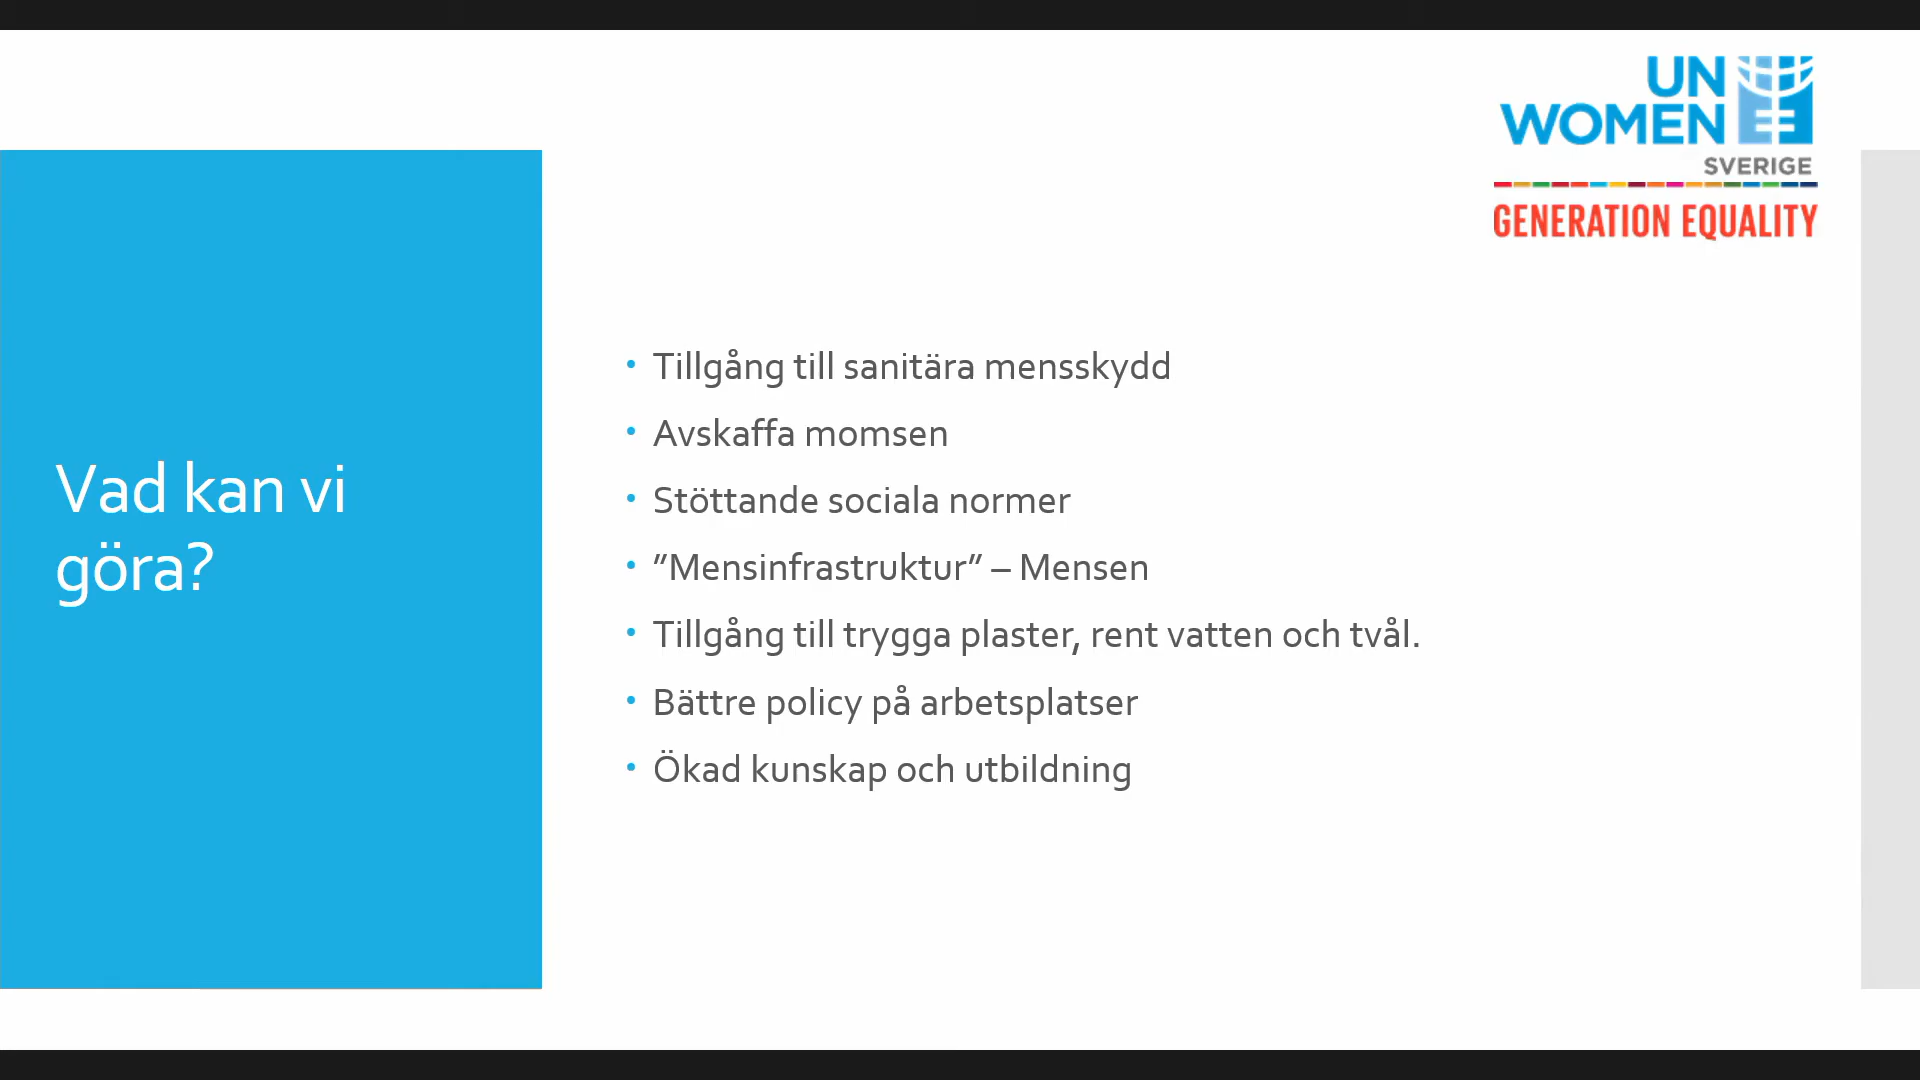 UN
WOMEN
SVERIGE
GENERATION EQUALITY
Vad kan vi
göra?
• Tillgång till sanitära mensskydd
• Avskaffa momsen
• Stöttande sociala normer
• ”Mensinfrastruktur” – Mensen
• Tillgång till trygga plaster, rent vatten och tvål.
• Bättre policy på arbetsplatser
• Ökad kunskap och utbildning